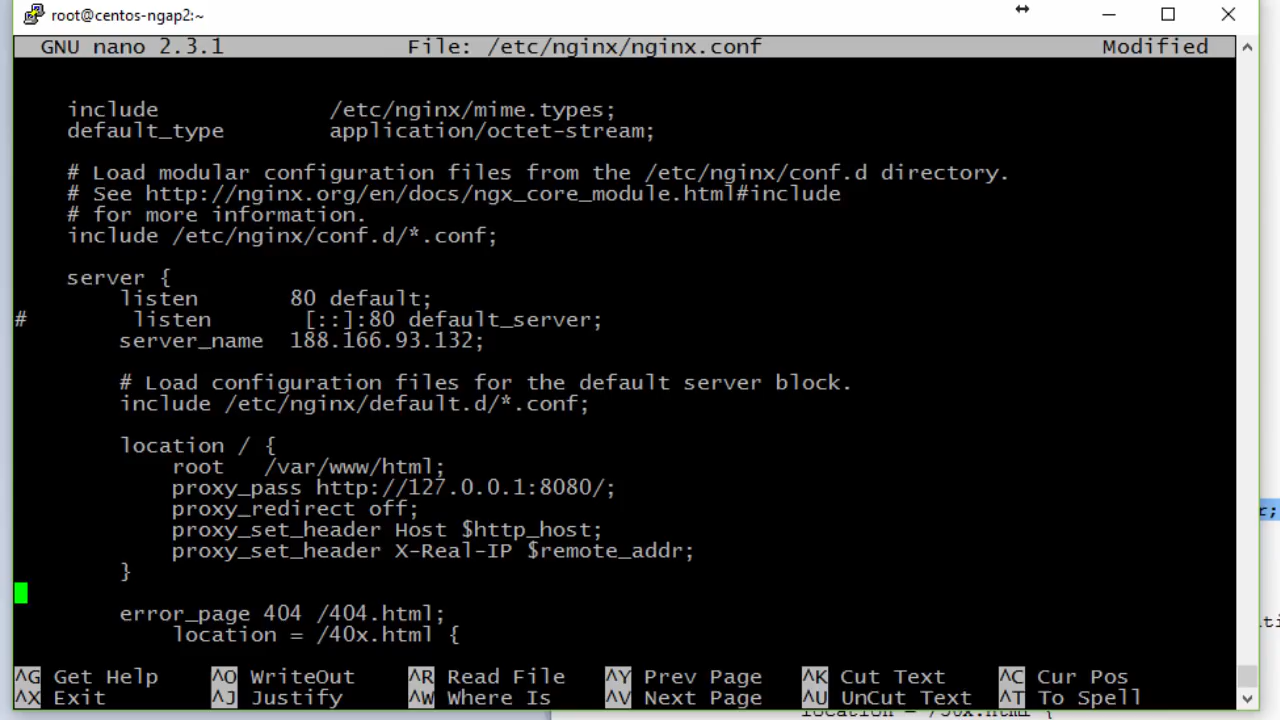 root@centos-ngap2:~
GNU nano 2.3.1 File: /etc/nginx/nginx.conf Modified
include /etc/nginx/mime.types;
default_type application/octet-stream;
# Load modular configuration files from the /etc/nginx/conf.d directory.
# See http://nginx.org/en/docs/ngx_core_module.html#include
# for more information.
include /etc/nginx/conf.d/*.conf;
server {
listen 80 default;
# listen [::]:80 default_server;
server_name 188.166.93.132;
# Load configuration files for the default server block.
include /etc/nginx/default.d/*.conf;
location / {
root /var/www/html;
proxy_pass http://127.0.0.1:8080/;
proxy_redirect off;
proxy_set_header Host $http_host;
proxy_set_header X-Real-IP $remote_addr;
}
error_page 404 /404.html;
location = /40x.html {
^G Get Help ^O WriteOut ^R Read File ^Y Prev Page ^K Cut Text ^C Cur Pos
^X Exit ^J Justify ^W Where Is ^V Next Page ^U UnCut Text ^T To Spell
r;
location = /50x.html {